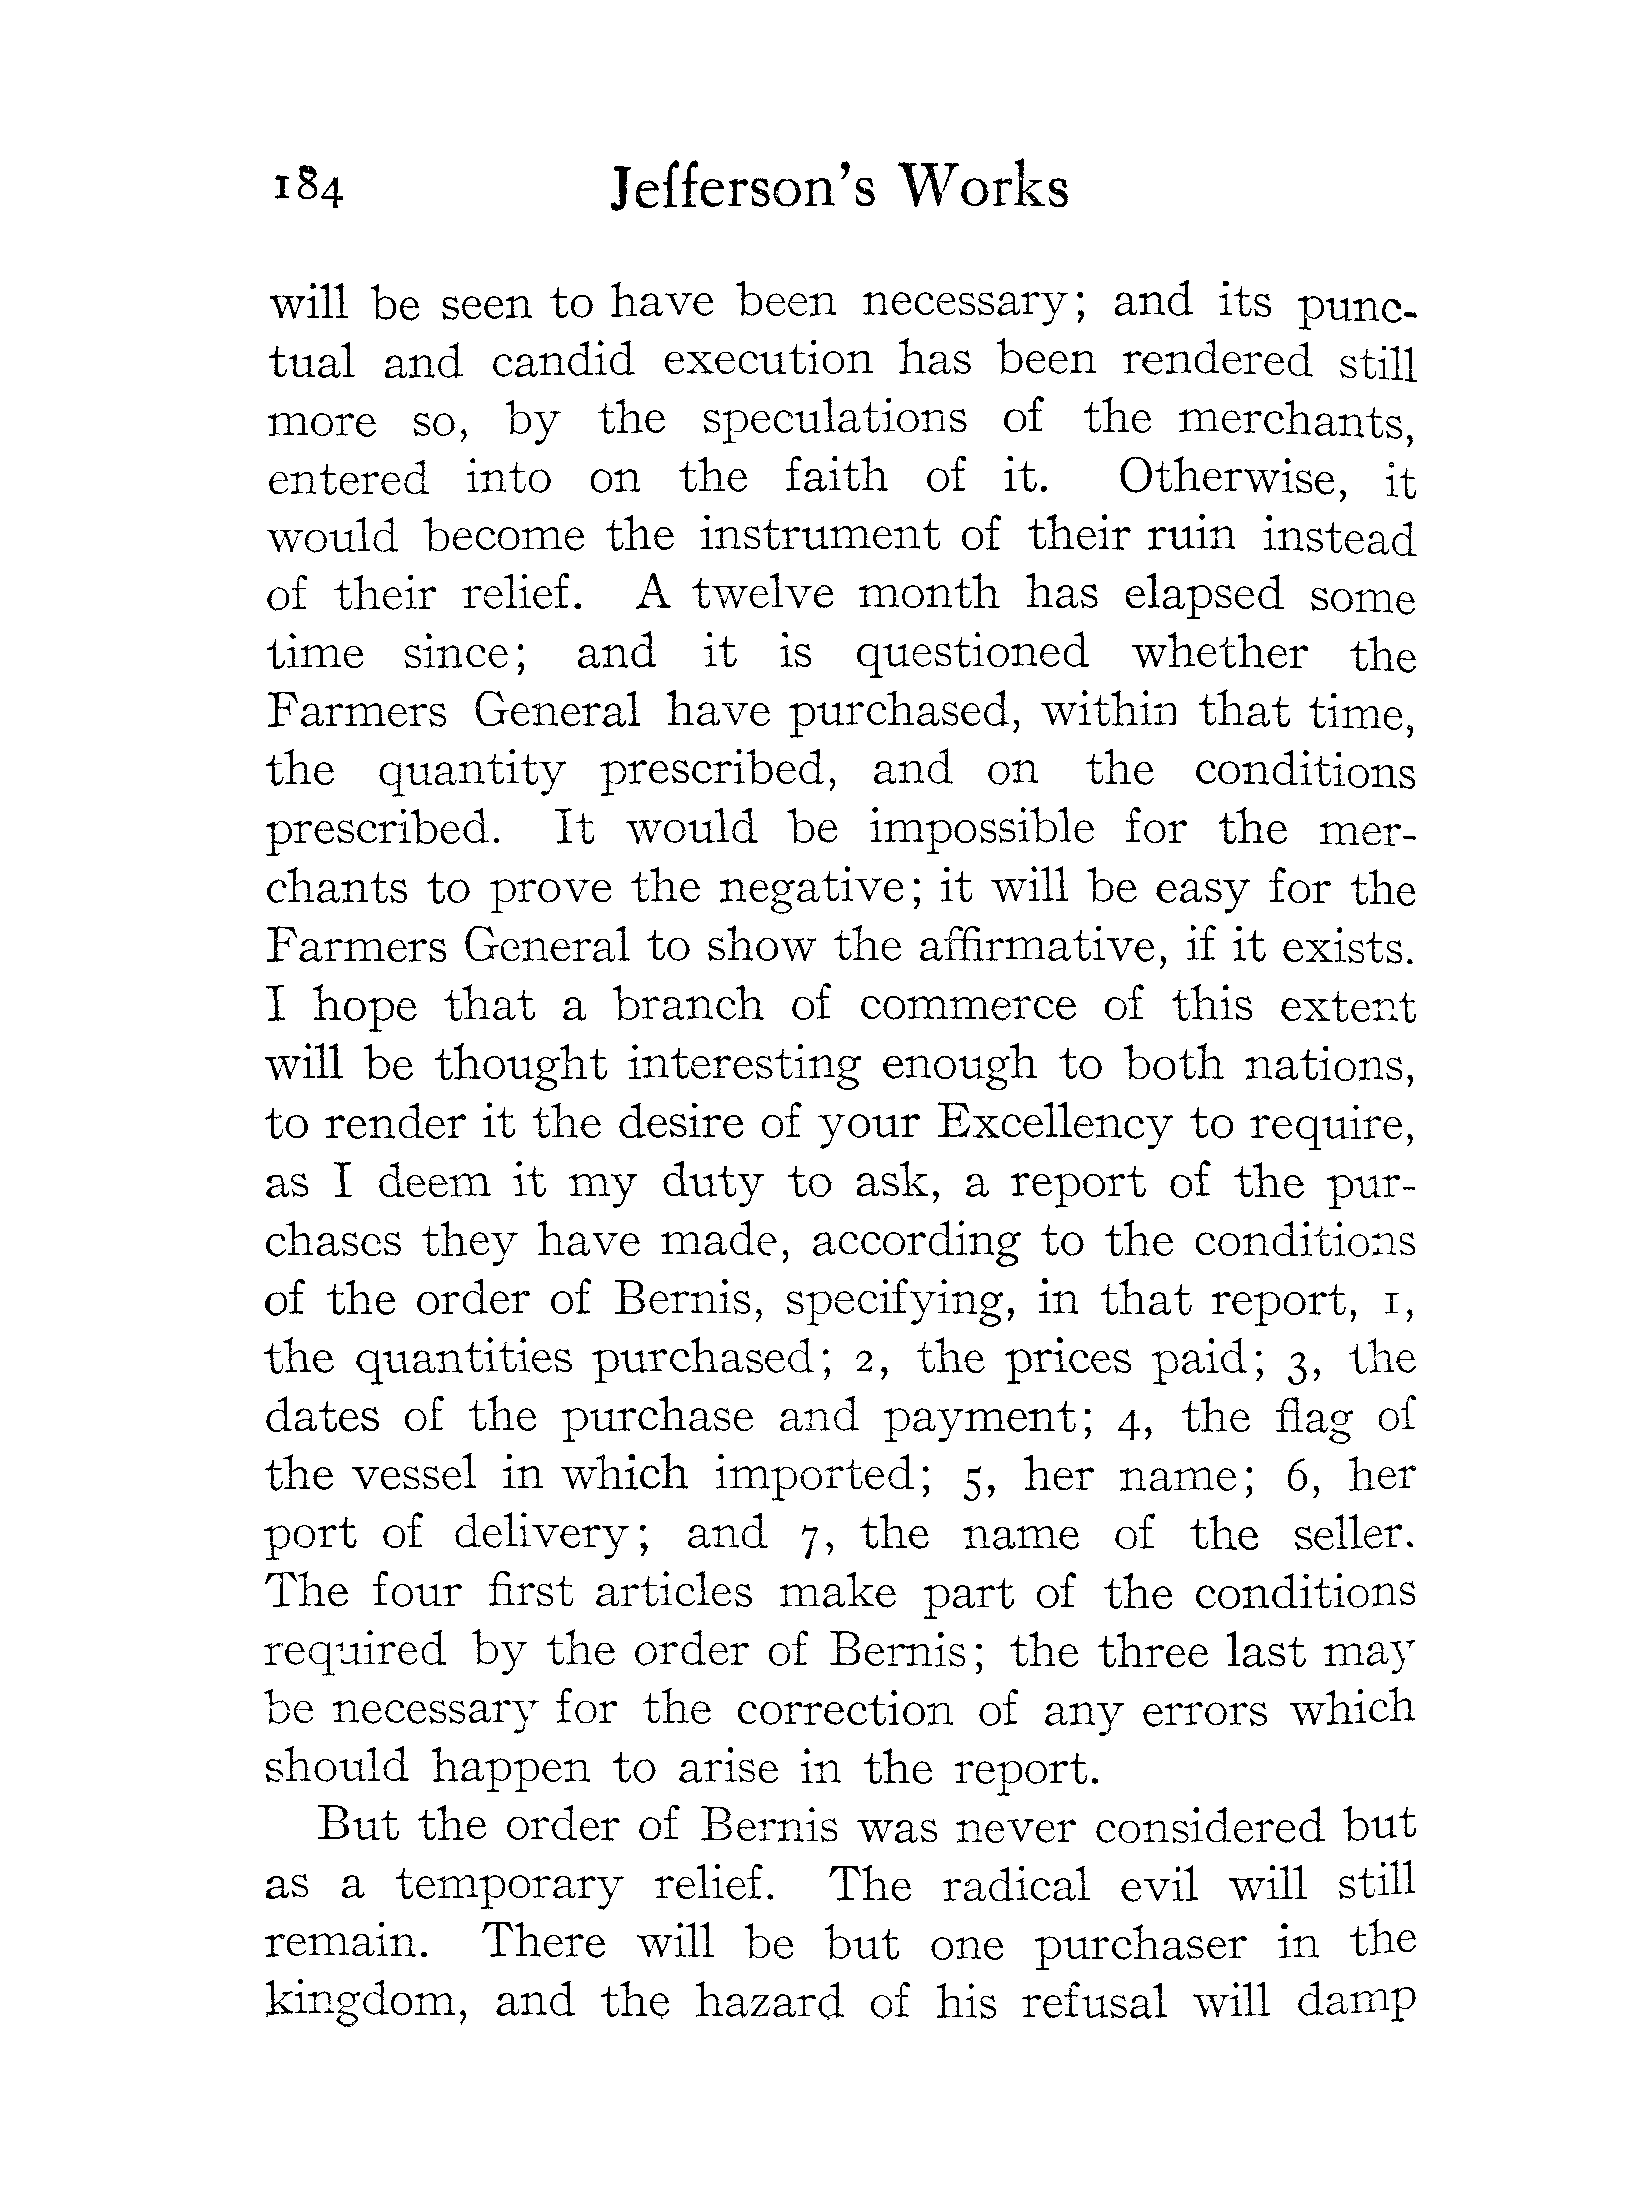 184 Jefferson's Works
will be seen to have been necessary; and its punc-
tual and candid execution has been rendered still
more so, by the speculations of the merchants,
entered into on the faith of it. Otherwise, it
would become the instrument of their ruin instead
of their relief. A twelve month has elapsed some
time since; and it is questioned whether the
Farmers General have purchased, within that time,
the quantity prescribed, and on the conditions
prescribed. It would be impossible for the mer-
chants to prove the negative; it will be easy for the
Farmers General to show the affirmative, if it exists.
I hope that a branch of commerce of this extent
will be thought interesting enough to both nations,
to render it the desire of your Excellency to require,
as I deem it my duty to ask, a report of the pur-
chases they have made, according to the conditions
of the order of Bernis, specifying, in that report, 1,
the quantities purchased; 2, the prices paid; 3, the
dates of the purchase and payment; 4, the flag of
the vessel in which imported; 5, her name; 6, her
port of delivery; and 7, the name of the seller.
The four first articles make part of the conditions
required by the order of Bernis; the three last may
be necessary for the correction of any errors which
should happen to arise in the report.
But the order of Bernis was never considered but
as a temporary relief. The radical evil will still
remain. There will be but one purchaser in the
kingdom, and the hazard of his refusal will damp